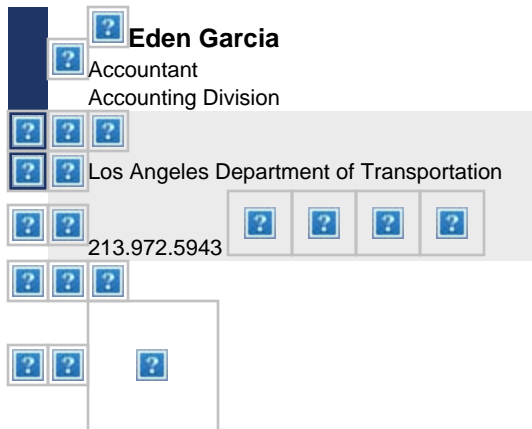 Eden Garcia
Accountant
Accounting Division
Los Angeles Department of Transportation
213.972.5943